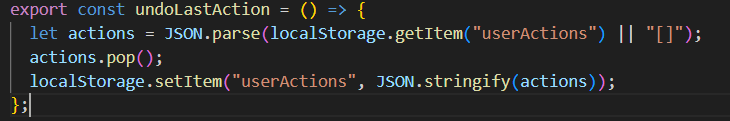 export const undoLastAction = () => {
  let actions = JSON.parse(localStorage.getItem("userActions") || "[]");
  actions.pop();
  localStorage.setItem("userActions", JSON.stringify(actions));
};